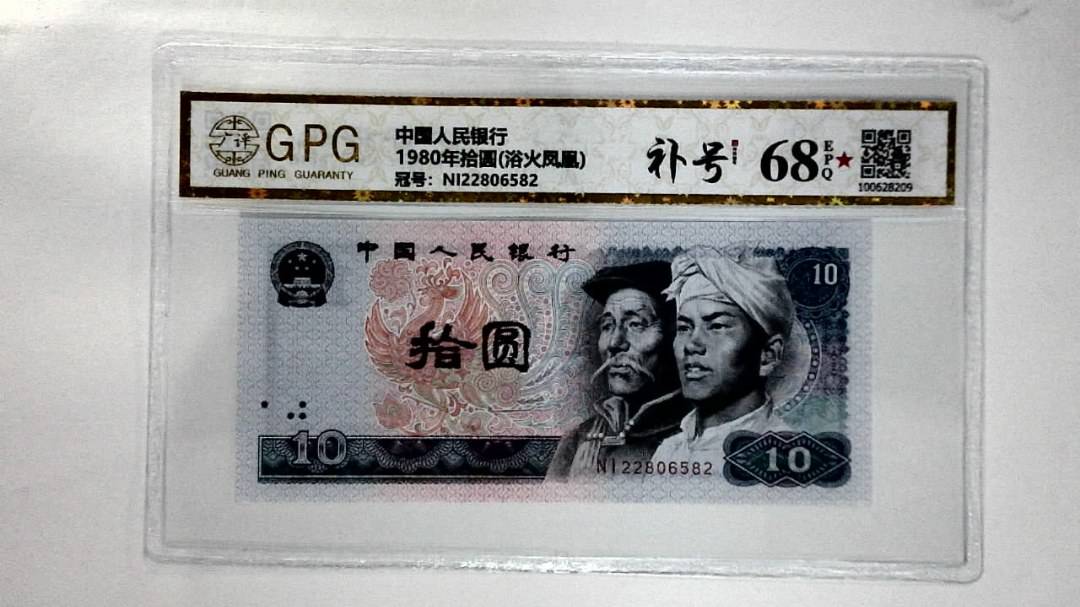 广评
GPG
GUANG PING GUARANTY
中国人民银行
1980年拾圆(浴火凤凰)
冠号：NI22806582
补号
68
EPQ
100628209
中国人民银行
10
拾圆
10
NI22806582
10